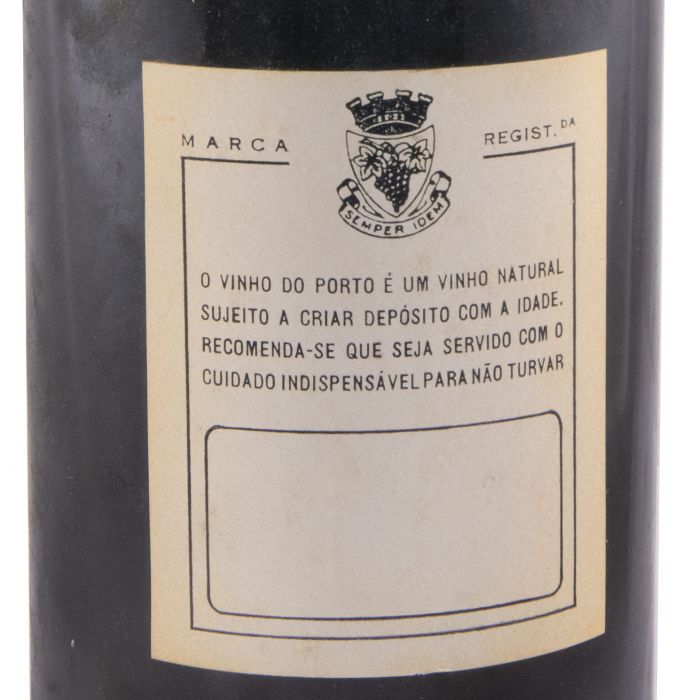 MARCA REGIST.DA
SEMPER IDEM
O VINHO DO PORTO É UM VINHO NATURAL
SUJEITO A CRIAR DEPÓSITO COM A IDADE.
RECOMENDA-SE QUE SEJA SERVIDO COM O
CUIDADO INDISPENSÁVEL PARA NÃO TURVAR